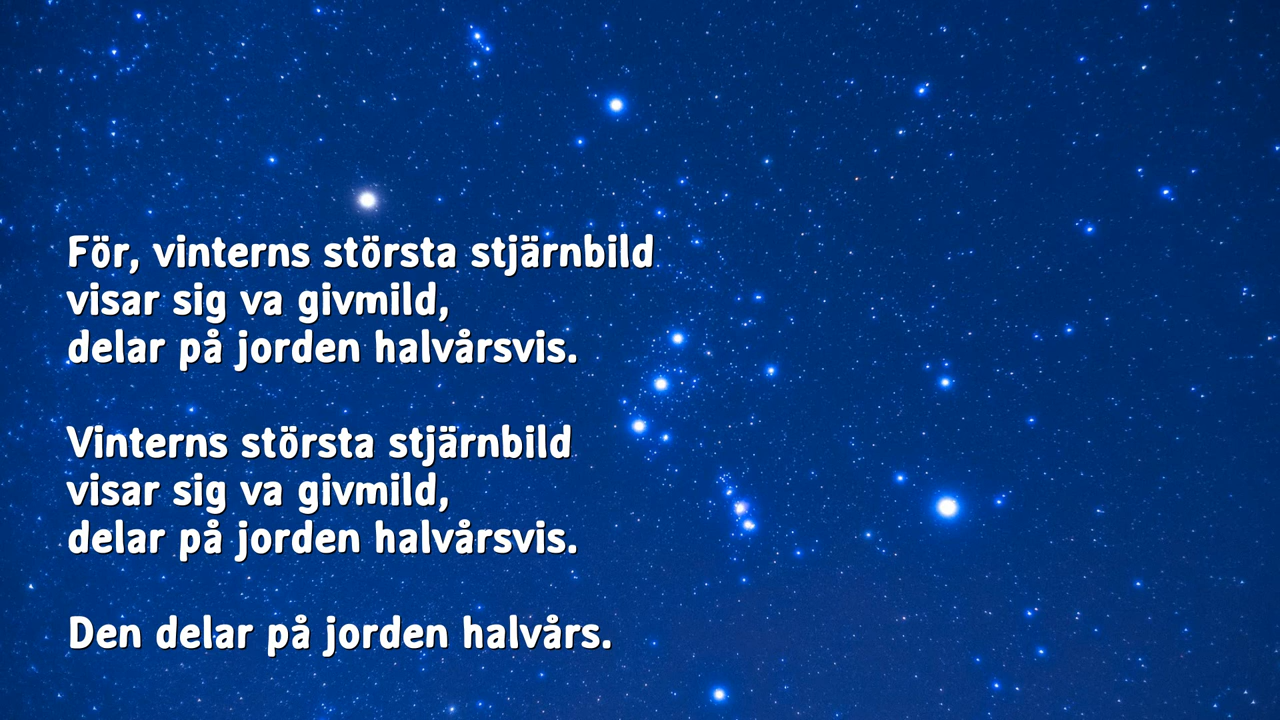 För, vinterns största stjärnbild
visar sig va givmild,
delar på jorden halvårsvis.
Vinterns största stjärnbild
visar sig va givmild,
delar på jorden halvårsvis.
Den delar på jorden halvårs.